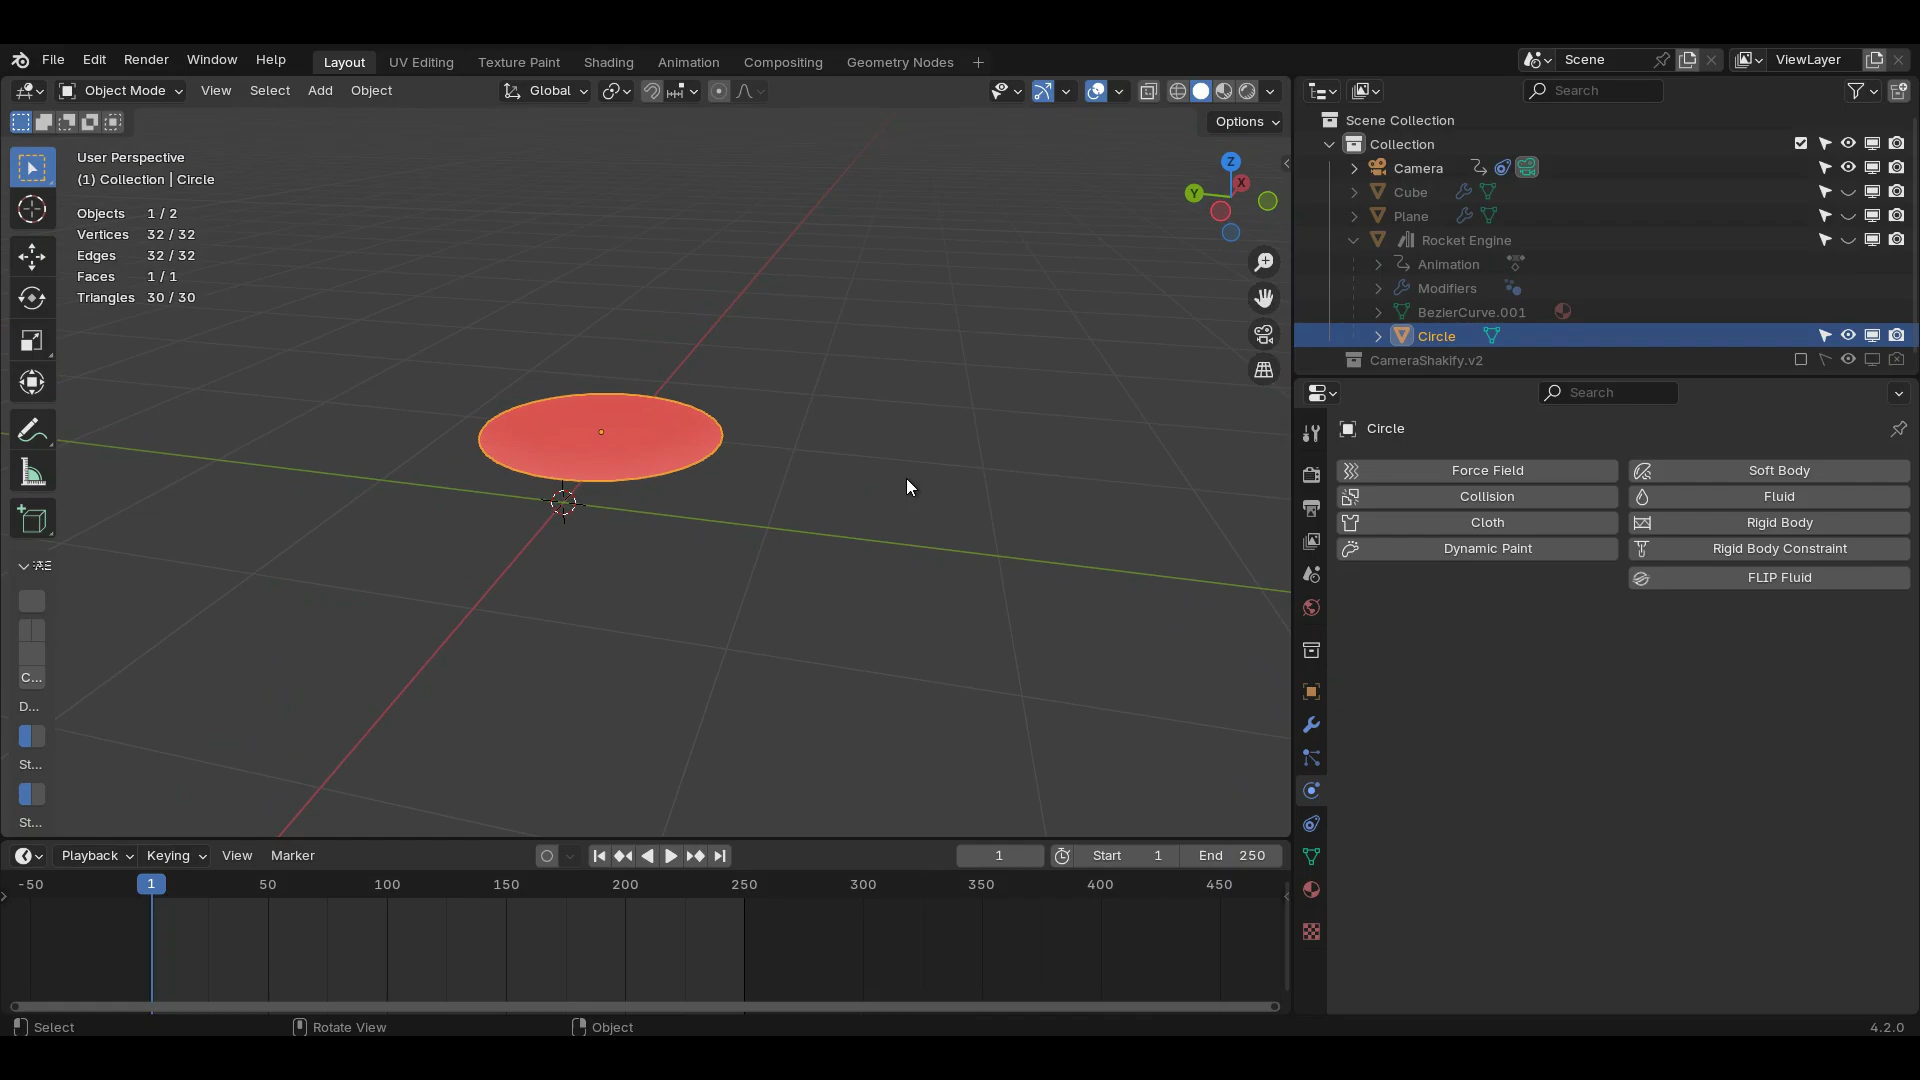 File Edit Render Window Help Layout UV Editing Texture Paint Shading Animation Compositing Geometry Nodes + Scene ViewLayer
Object Mode View Select Add Object Global Search
Options
User Perspective
(1) Collection | Circle
Objects 1 / 2
Vertices 32 / 32
Edges 32 / 32
Faces 1 / 1
Triangles 30 / 30
Z
X
Y
C...
D...
St...
St...
Scene Collection
Collection
Camera
Cube
Plane
Rocket Engine
Animation
Modifiers
BezierCurve.001
Circle
CameraShakify.v2
Search
Circle
Force Field Soft Body
Collision Fluid
Cloth Rigid Body
Dynamic Paint Rigid Body Constraint
FLIP Fluid
Playback Keying View Marker 1 Start 1 End 250
-50 1 50 100 150 200 250 300 350 400 450
Select Rotate View Object 4.2.0